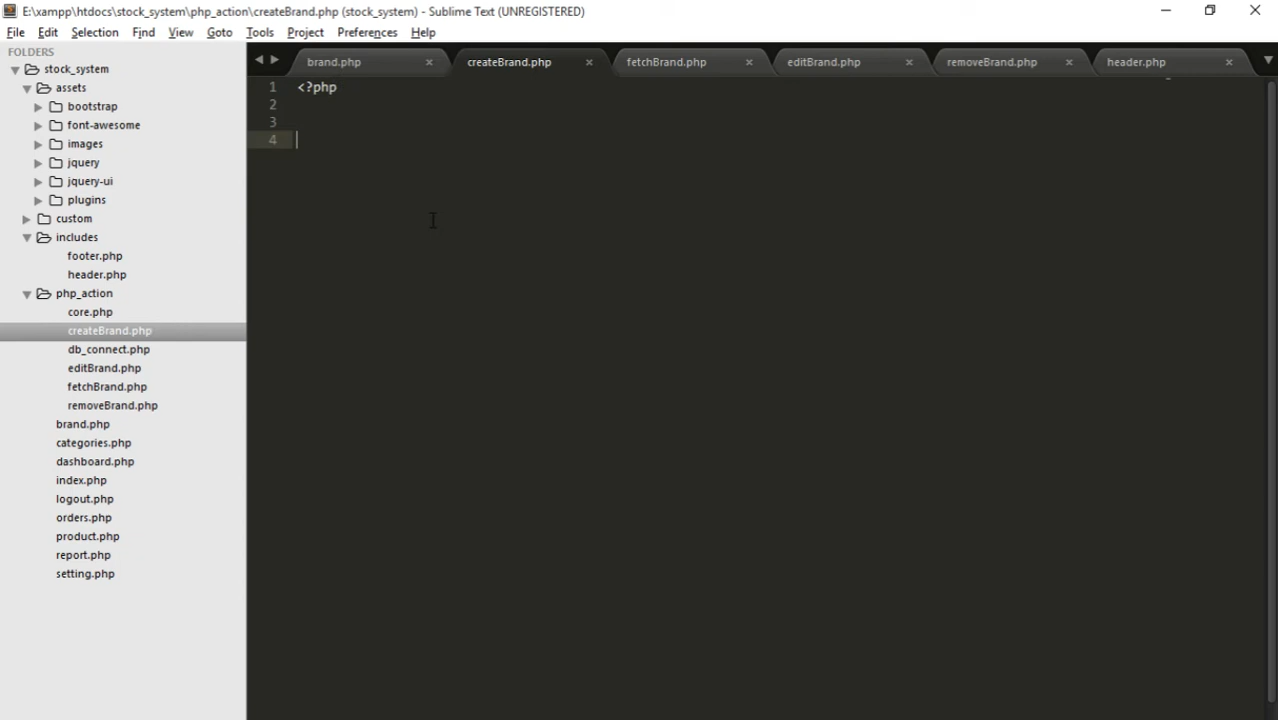 E:\xampp\htdocs\stock_system\php_action\createBrand.php (stock_system) - Sublime Text (UNREGISTERED)
File Edit Selection Find View Goto Tools Project Preferences Help
FOLDERS
stock_system
assets
bootstrap
font-awesome
images
jquery
jquery-ui
plugins
custom
includes
footer.php
header.php
php_action
core.php
createBrand.php
db_connect.php
editBrand.php
fetchBrand.php
removeBrand.php
brand.php
categories.php
dashboard.php
index.php
logout.php
orders.php
product.php
report.php
setting.php
brand.php createBrand.php fetchBrand.php editBrand.php removeBrand.php header.php
1 <?php
2
3
4